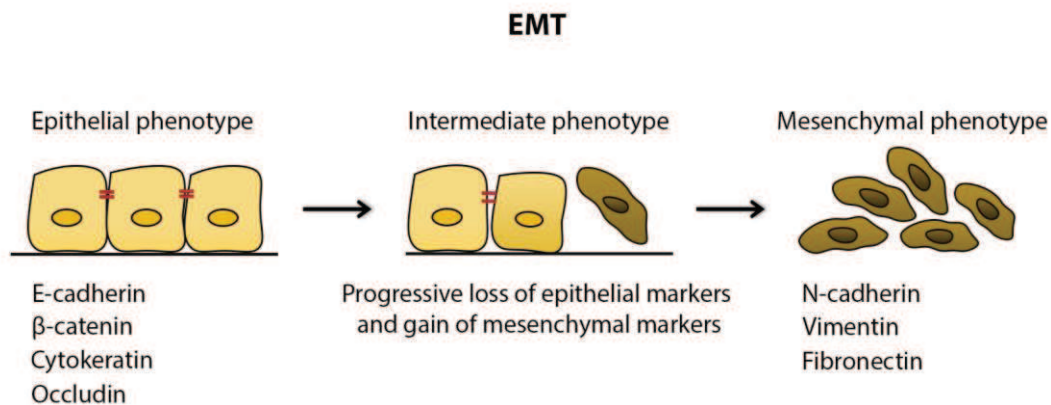 EMT
Epithelial phenotype
Intermediate phenotype
Mesenchymal phenotype
E-cadherin
β-catenin
Cytokeratin
Occludin
Progressive loss of epithelial markers
and gain of mesenchymal markers
N-cadherin
Vimentin
Fibronectin